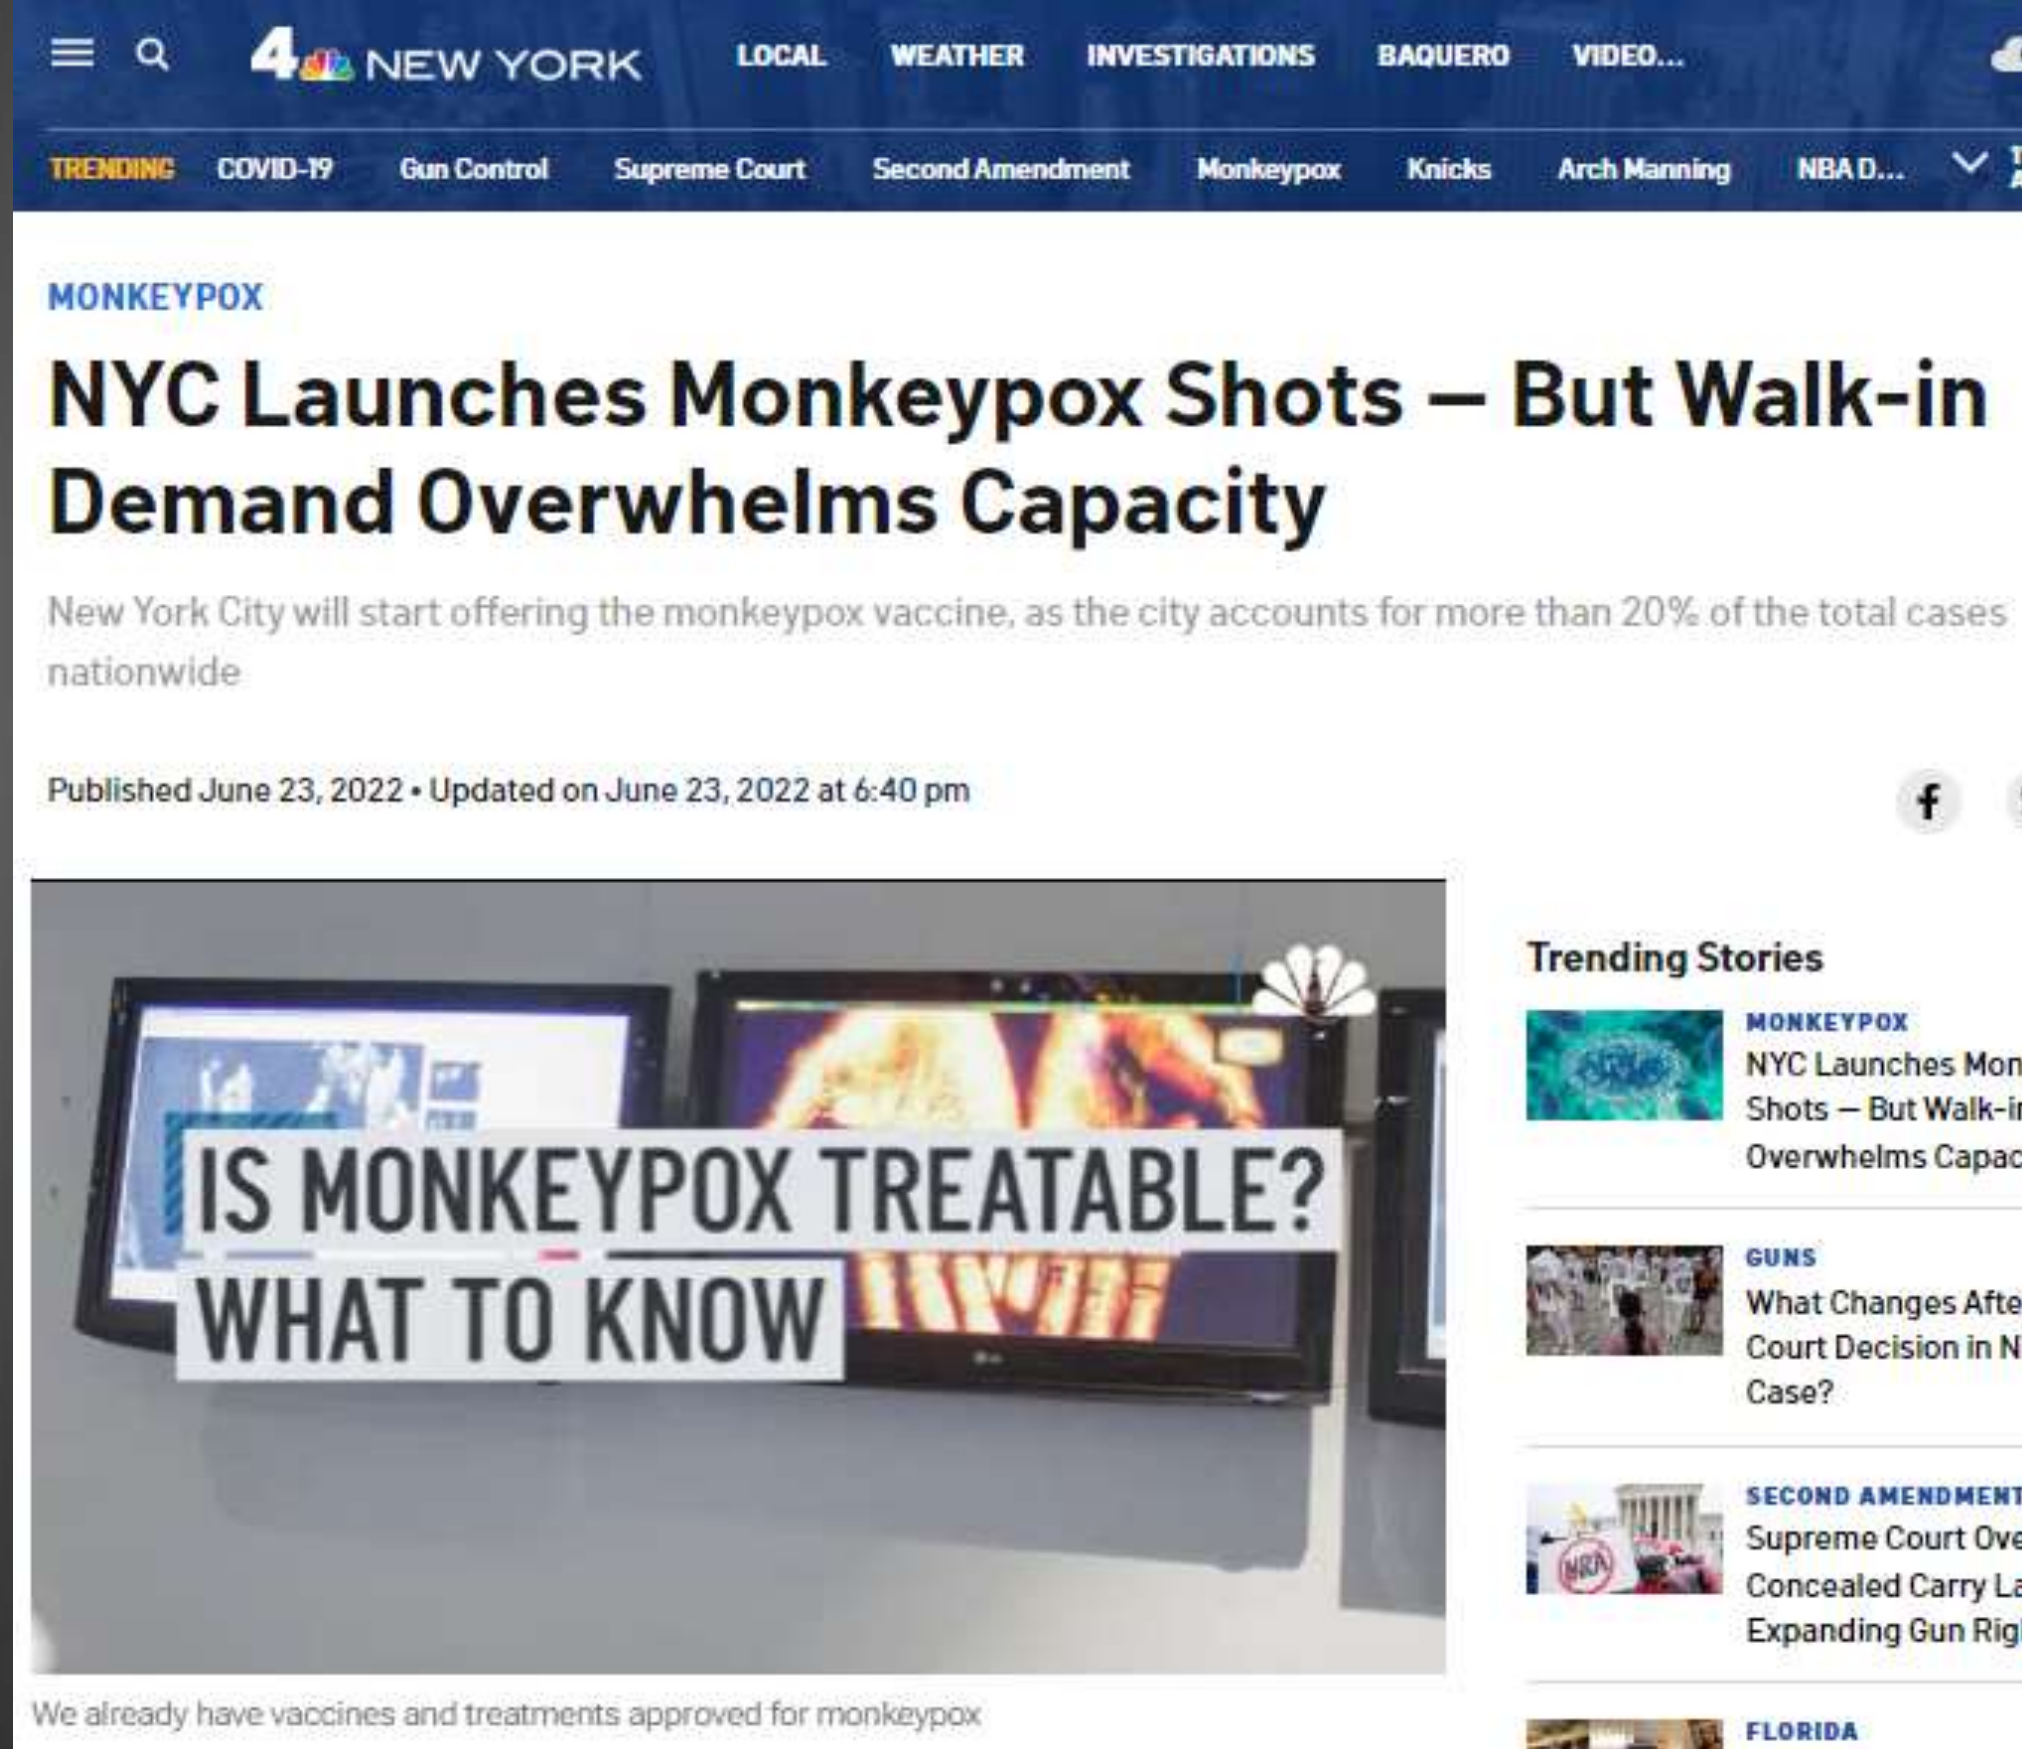 4 NEW YORK
LOCAL WEATHER INVESTIGATIONS BAQUERO VIDEO...
TRENDING COVID-19 Gun Control Supreme Court Second Amendment Monkeypox Knicks Arch Manning NBA D...
MONKEYPOX
NYC Launches Monkeypox Shots — But Walk-in
Demand Overwhelms Capacity
New York City will start offering the monkeypox vaccine, as the city accounts for more than 20% of the total cases
nationwide
Published June 23, 2022 • Updated on June 23, 2022 at 6:40 pm
f
IS MONKEYPOX TREATABLE?
WHAT TO KNOW
We already have vaccines and treatments approved for monkeypox
Trending Stories
MONKEYPOX
NYC Launches Mon
Shots — But Walk-i
Overwhelms Capac
GUNS
What Changes Afte
Court Decision in N
Case?
SECOND AMENDMENT
Supreme Court Ove
Concealed Carry La
Expanding Gun Rig
NRA
FLORIDA